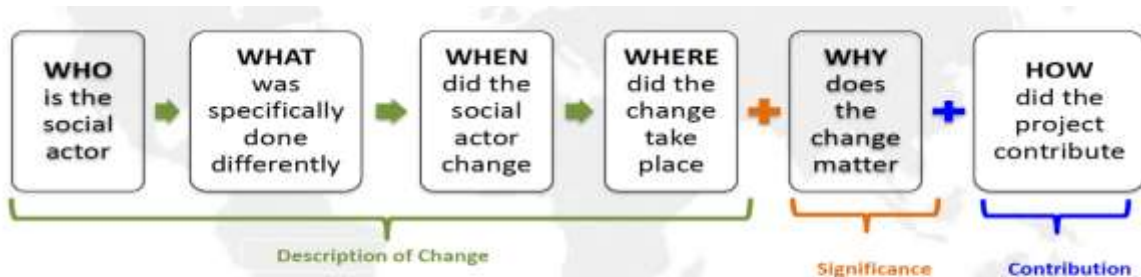 WHO
is the
social
actor
WHAT
was
specifically
done
differently
WHEN
did the
social
actor
change
WHERE
did the
change
take
place
WHY
does
the
change
matter
HOW
did the
project
contribute
Description of Change
Significance
Contribution